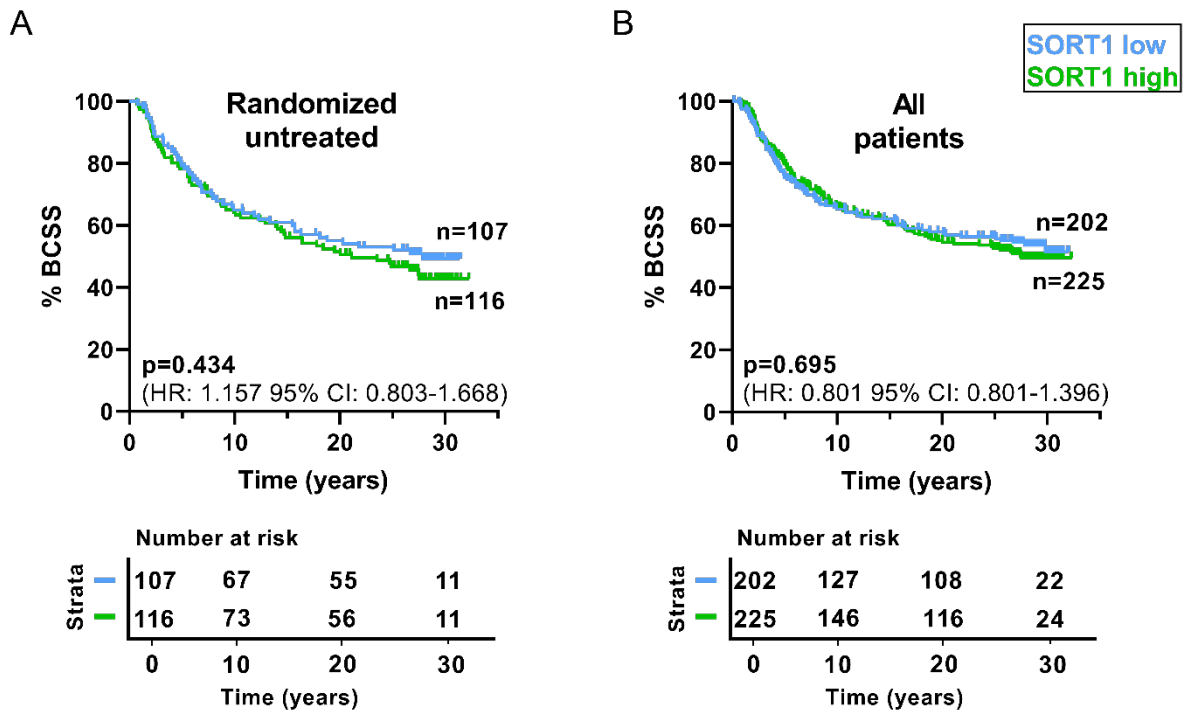 A
Randomized
untreated
% BCSS
100
80
60
40
20
0
n=107
n=116
p=0.434
(HR: 1.157 95% CI: 0.803-1.668)
0 10 20 30
Time (years)
Number at risk
Strata
107 67 55 11
116 73 56 11
0 10 20 30
Time (years)
B
SORT1 low
SORT1 high
All
patients
% BCSS
100
80
60
40
20
0
n=202
n=225
p=0.695
(HR: 0.801 95% CI: 0.801-1.396)
0 10 20 30
Time (years)
Number at risk
Strata
202 127 108 22
225 146 116 24
0 10 20 30
Time (years)